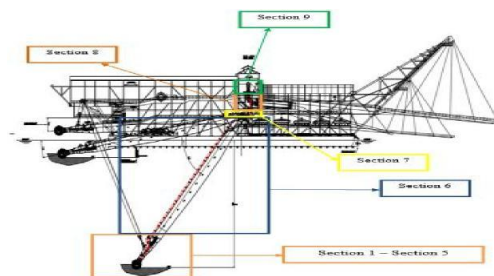 Section 9
Section 8
Section 7
Section 6
Section 1 – Section 5